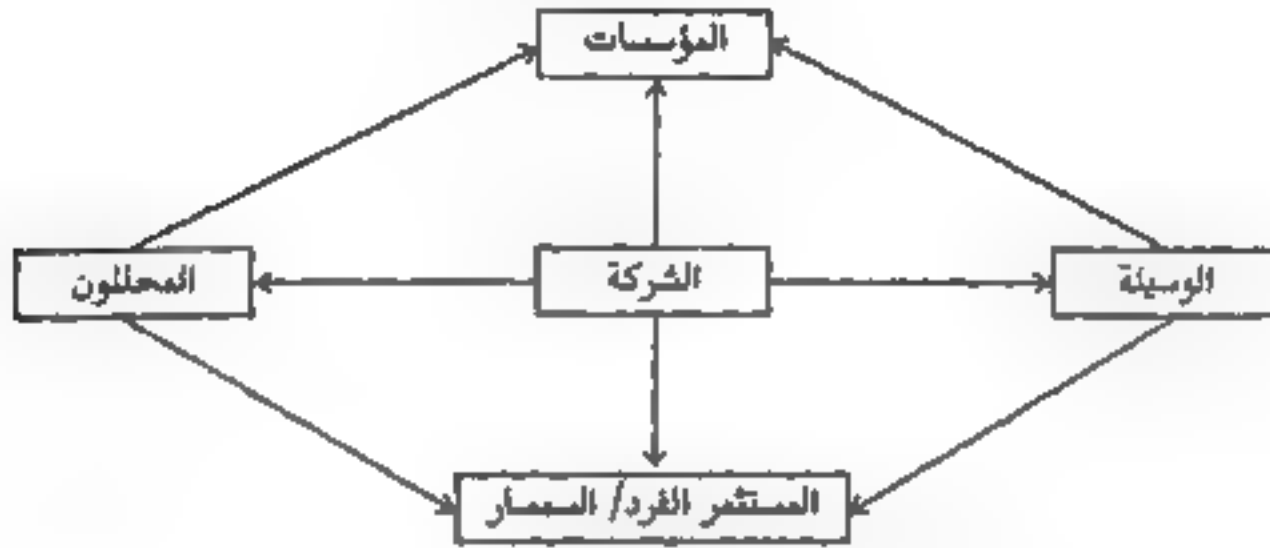 المؤسسات
الوسيلة
الشركة
المحللون
المستثمر الفرد/ السمسار